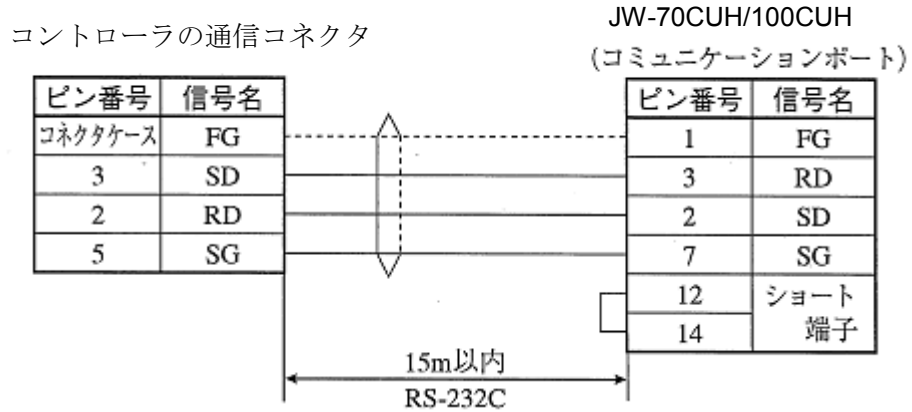 JW-70CUH/100CUH
コントローラの通信コネクタ
(コミュニケーションポート)
ピン番号 信号名
コネクタケース FG
3 SD
2 RD
5 SG
ピン番号 信号名
1 FG
3 RD
2 SD
7 SG
12 ショート
14 端子
15m以内
RS-232C